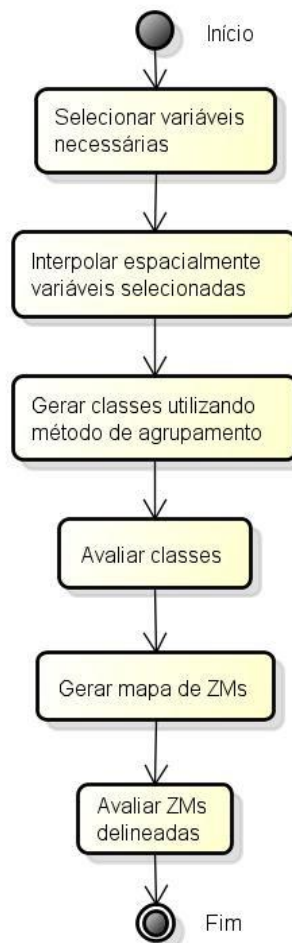 Início
Selecionar variáveis
necessárias
Interpolar espacialmente
variáveis selecionadas
Gerar classes utilizando
método de agrupamento
Avaliar classes
Gerar mapa de ZMs
Avaliar ZMs
delineadas
Fim